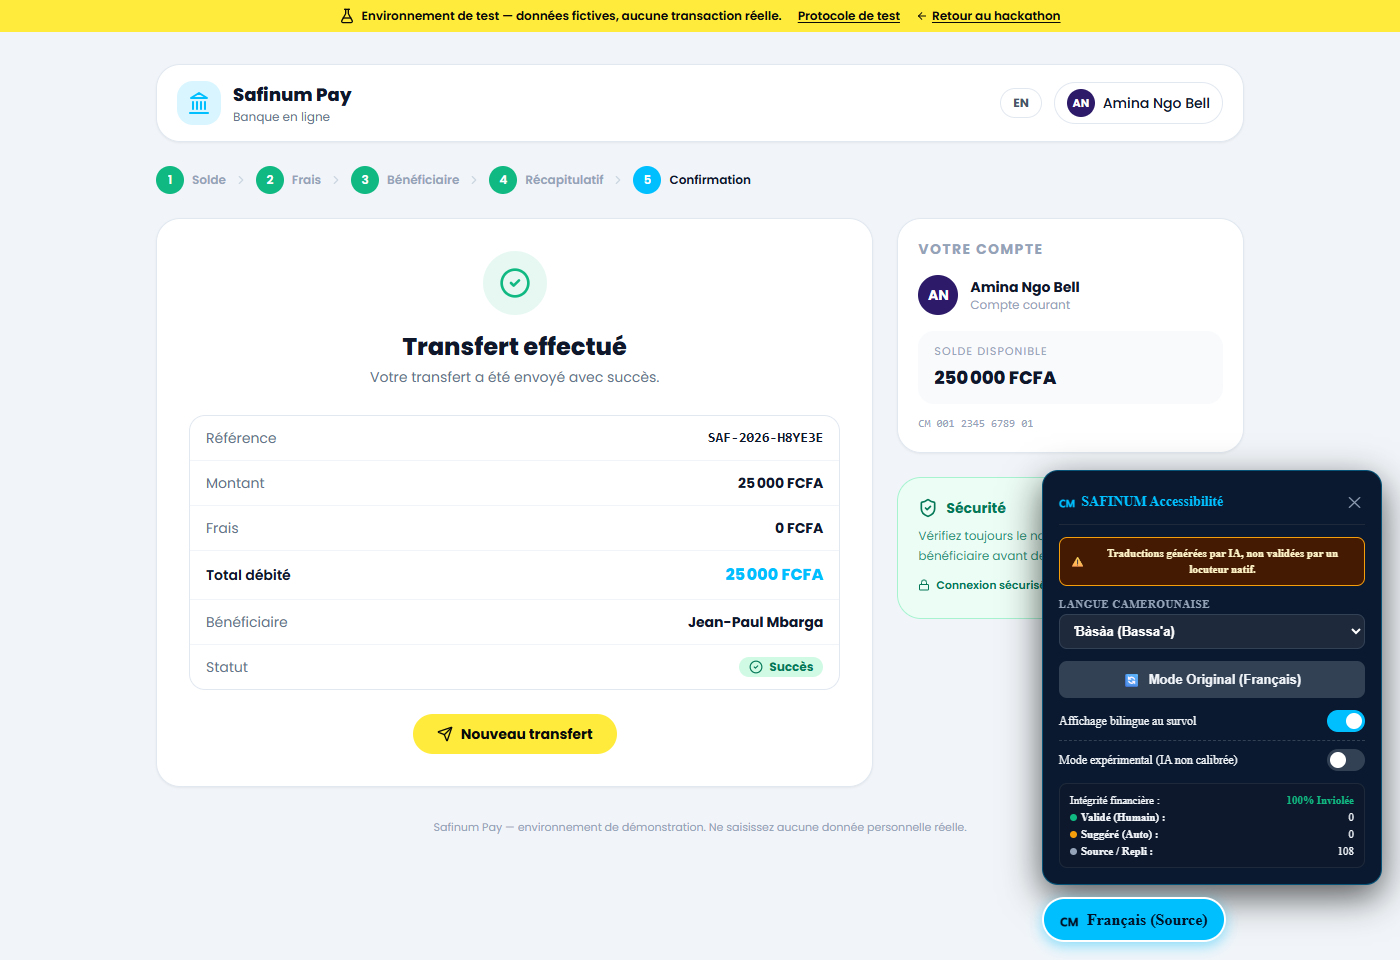 Environnement de test — données fictives, aucune transaction réelle. Protocole de test ← Retour au hackathon
Safinum Pay
Banque en ligne
EN
AN Amina Ngo Bell
1 Solde 2 Frais 3 Bénéficiaire 4 Récapitulatif 5 Confirmation
Transfert effectué
Votre transfert a été envoyé avec succès.
Référence SAF-2026-H8YE3E
Montant 25 000 FCFA
Frais 0 FCFA
Total débité 25 000 FCFA
Bénéficiaire Jean-Paul Mbarga
Statut Succès
Nouveau transfert
VOTRE COMPTE
AN
Amina Ngo Bell
Compte courant
SOLDE DISPONIBLE
250 000 FCFA
CM 001 2345 6789 01
Sécurité
Vérifiez toujours le
bénéficiaire avant
Connexion
CM SAFINUM Accessibilité
Traductions générées par IA, non validées par un
locuteur natif.
LANGUE CAMEROUNAISE
Ɓàsàa (Bassa'a)
Mode Original (Français)
Affichage bilingue au survol
Mode expérimental (IA non calibrée)
Intégrité financière : 100% Inviolée
Validé (Humain) : 0
Suggéré (Auto) : 0
Source / Repli : 108
CM Français (Source)
Safinum Pay — environnement de démonstration. Ne saisissez aucune donnée personnelle réelle.